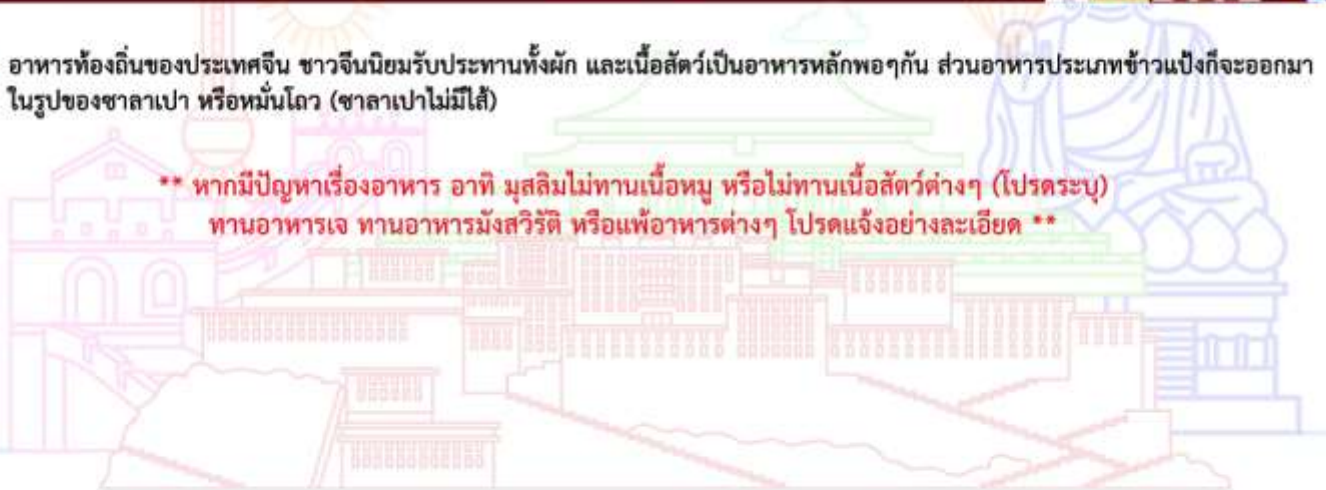 อาหารท้องถิ่นของประเทศจีน ชาวจีนนิยมรับประทานทั้งผัก และเนื้อสัตว์เป็นอาหารหลักพอๆกัน ส่วนอาหารประเภทข้าวแป้งก็จะออกมา
ในรูปของซาลาเปา หรือหมั่นโถว (ซาลาเปาไม่มีไส้)
** หากมีปัญหาเรื่องอาหาร อาทิ มุสลิมไม่ทานเนื้อหมู หรือไม่ทานเนื้อสัตว์ต่างๆ (โปรดระบุ)
ทานอาหารเจ ทานอาหารมังสวิรัติ หรือแพ้อาหารต่างๆ โปรดแจ้งอย่างละเอียด **